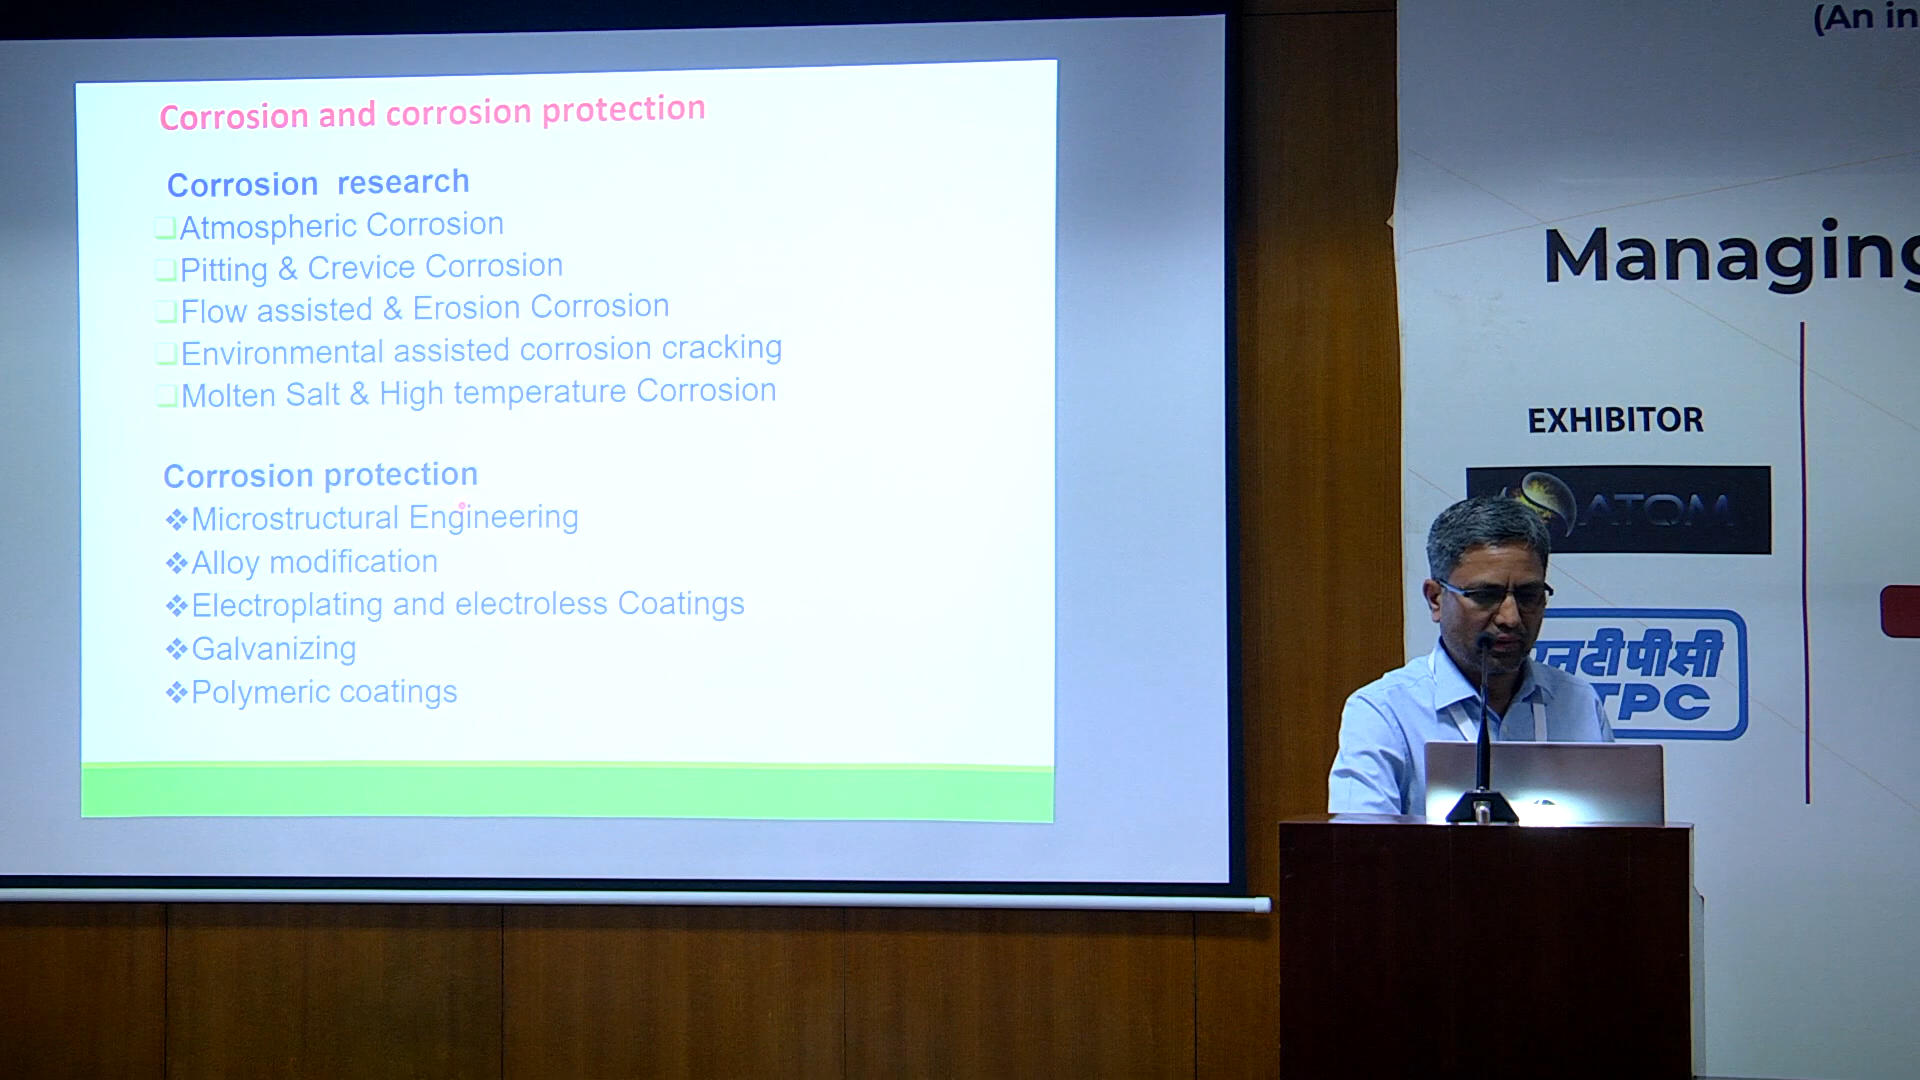 Corrosion and corrosion protection
Corrosion research
Atmospheric Corrosion
Pitting & Crevice Corrosion
Flow assisted & Erosion Corrosion
Environmental assisted corrosion cracking
Molten Salt & High temperature Corrosion
Corrosion protection
Microstructural Engineering
Alloy modification
Electroplating and electroless Coatings
Galvanizing
Polymeric coatings
(An in
Managing
EXHIBITOR
ATOM
एनटीपीसी
TPC